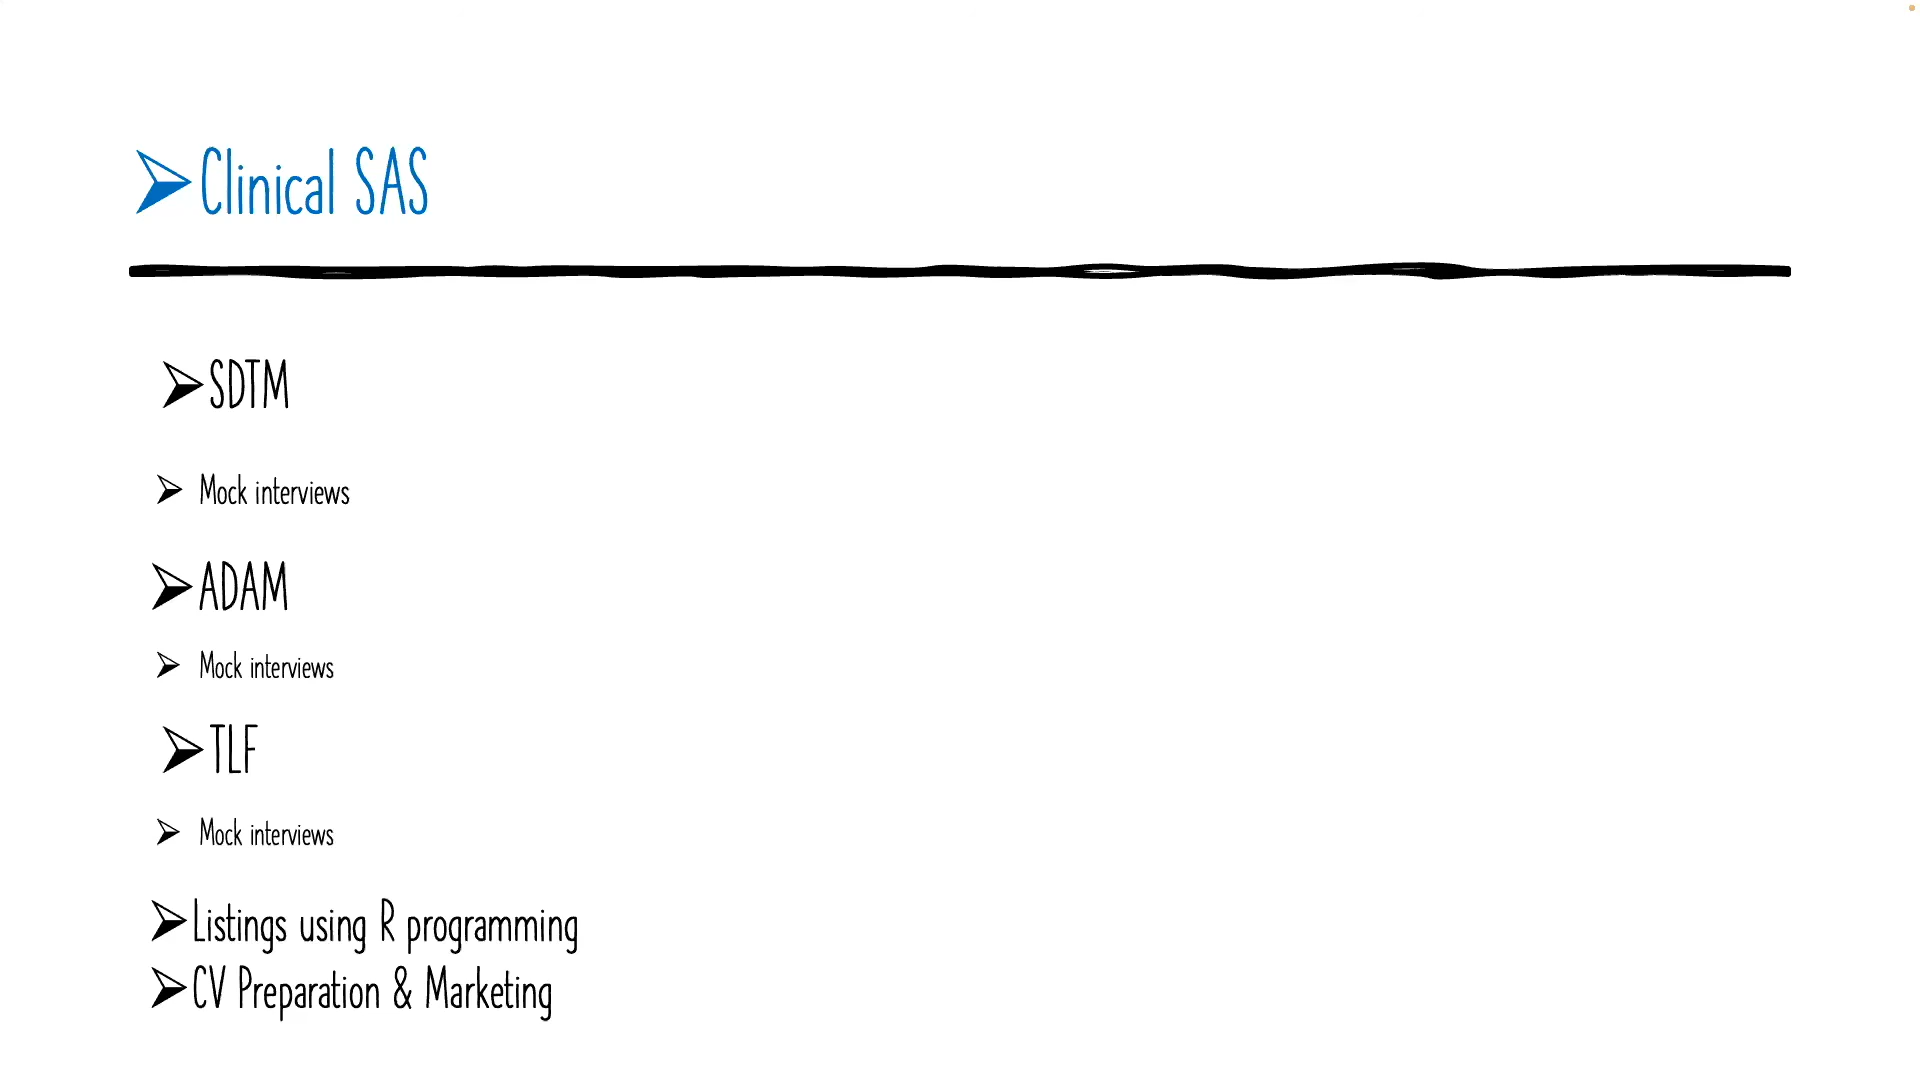 Clinical SAS
SDTM
Mock interviews
ADAM
Mock interviews
TLF
Mock interviews
Listings using R programming
CV Preparation & Marketing